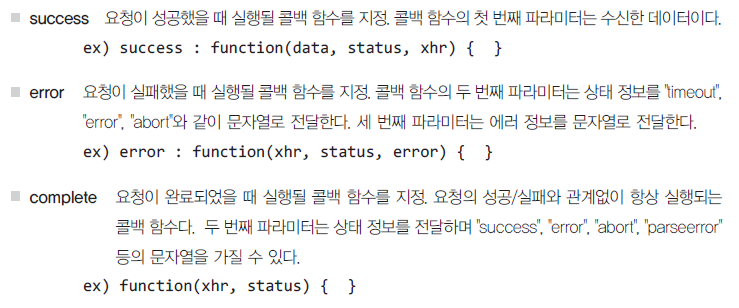 success 요청이 성공했을 때 실행될 콜백 함수를 지정. 콜백 함수의 첫 번째 파라미터는 수신한 데이터이다.
ex) success : function(data, status, xhr) { }
error 요청이 실패했을 때 실행될 콜백 함수를 지정. 콜백 함수의 두 번째 파라미터는 상태 정보를 "timeout",
"error", "abort"와 같이 문자열로 전달한다. 세 번째 파라미터는 에러 정보를 문자열로 전달한다.
ex) error : function(xhr, status, error) { }
complete 요청이 완료되었을 때 실행될 콜백 함수를 지정. 요청의 성공/실패와 관계없이 항상 실행되는
콜백 함수다. 두 번째 파라미터는 상태 정보를 전달하며 "success", "error", "abort", "parseerror"
등의 문자열을 가질 수 있다.
ex) function(xhr, status) { }